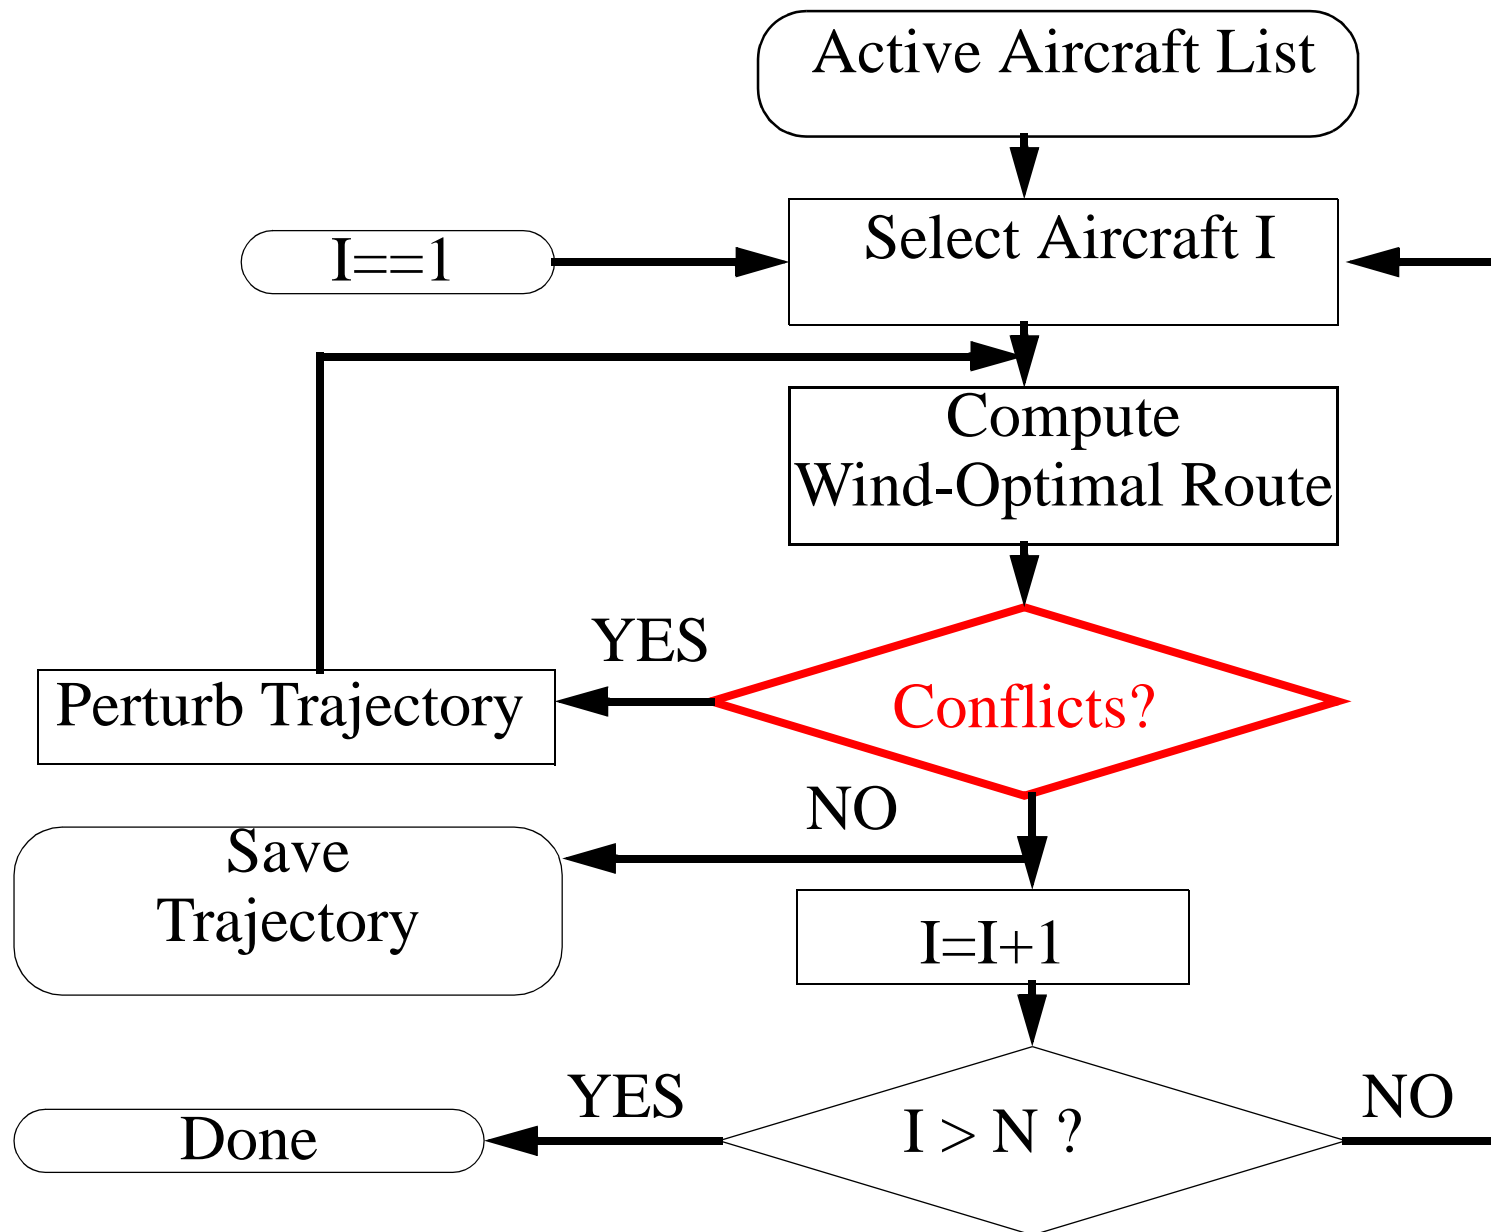 Active Aircraft List
I==1
Select Aircraft I
Compute
Wind-Optimal Route
YES
Perturb Trajectory
Conflicts?
NO
Save
Trajectory
I=I+1
YES
NO
Done
I > N ?